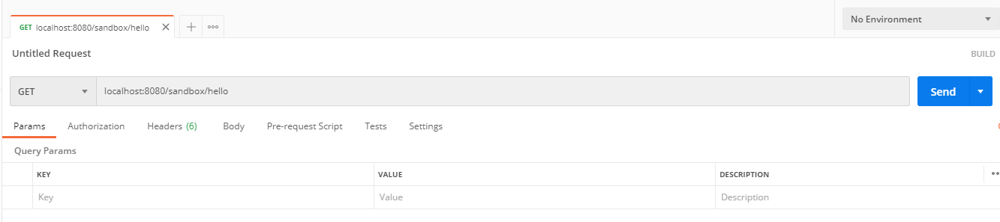 GET localhost:8080/sandbox/hello
No Environment
Untitled Request
BUILD
GET localhost:8080/sandbox/hello Send
Params Authorization Headers (6) Body Pre-request Script Tests Settings
Query Params
KEY VALUE DESCRIPTION
Key Value Description